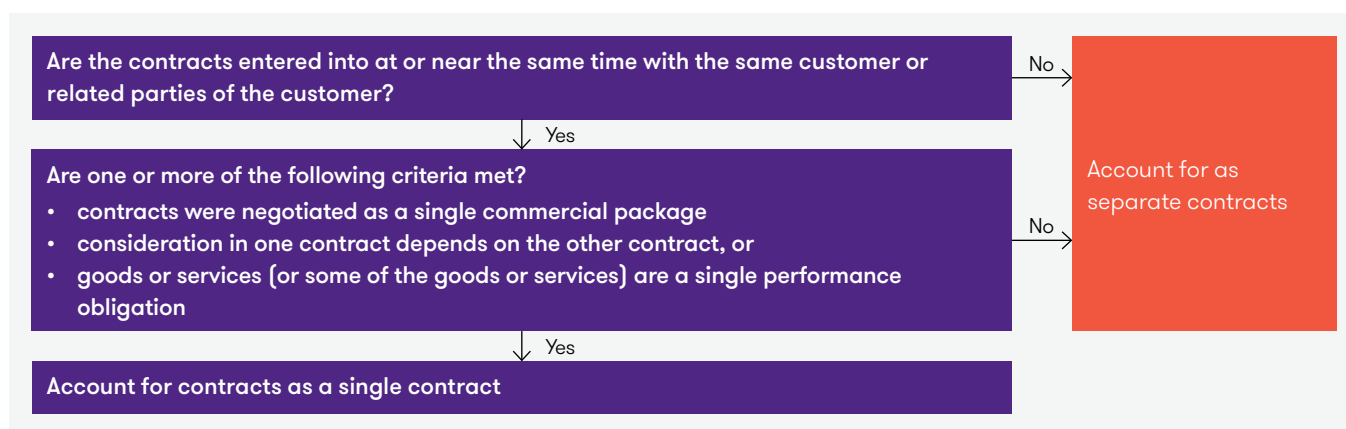 Are the contracts entered into at or near the same time with the same customer or
related parties of the customer?
No
Yes
Are one or more of the following criteria met?
• contracts were negotiated as a single commercial package
• consideration in one contract depends on the other contract, or
• goods or services (or some of the goods or services) are a single performance
obligation
No
Account for as
separate contracts
Yes
Account for contracts as a single contract